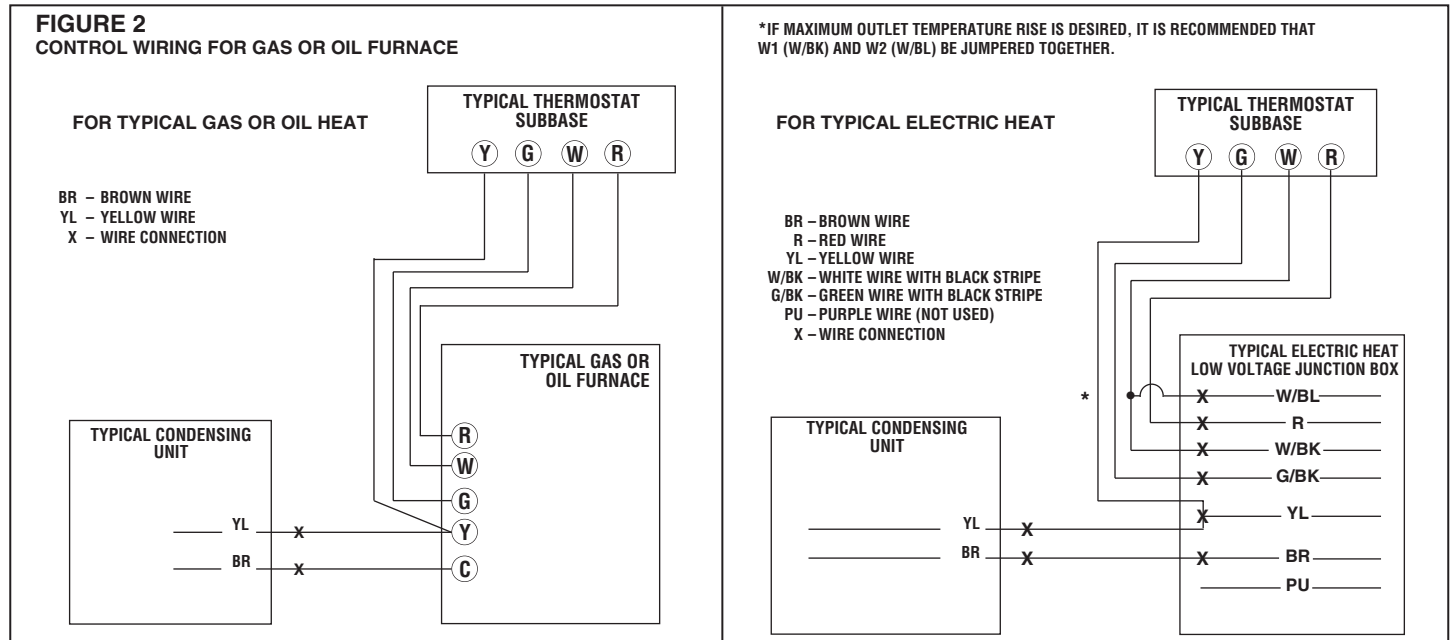 FIGURE 2
CONTROL WIRING FOR GAS OR OIL FURNACE
FOR TYPICAL GAS OR OIL HEAT
TYPICAL THERMOSTAT
SUBBASE
Y G W R
BR – BROWN WIRE
YL – YELLOW WIRE
X – WIRE CONNECTION
TYPICAL GAS OR
OIL FURNACE
R
W
G
Y
C
TYPICAL CONDENSING
UNIT
YL X
BR X
*IF MAXIMUM OUTLET TEMPERATURE RISE IS DESIRED, IT IS RECOMMENDED THAT
W1 (W/BK) AND W2 (W/BL) BE JUMPERED TOGETHER.
FOR TYPICAL ELECTRIC HEAT
TYPICAL THERMOSTAT
SUBBASE
Y G W R
BR – BROWN WIRE
R – RED WIRE
YL – YELLOW WIRE
W/BK – WHITE WIRE WITH BLACK STRIPE
G/BK – GREEN WIRE WITH BLACK STRIPE
PU – PURPLE WIRE (NOT USED)
X – WIRE CONNECTION
TYPICAL ELECTRIC HEAT
LOW VOLTAGE JUNCTION BOX
* X W/BL
X R
X W/BK
X G/BK
X YL
X BR
PU
TYPICAL CONDENSING
UNIT
YL X
BR X